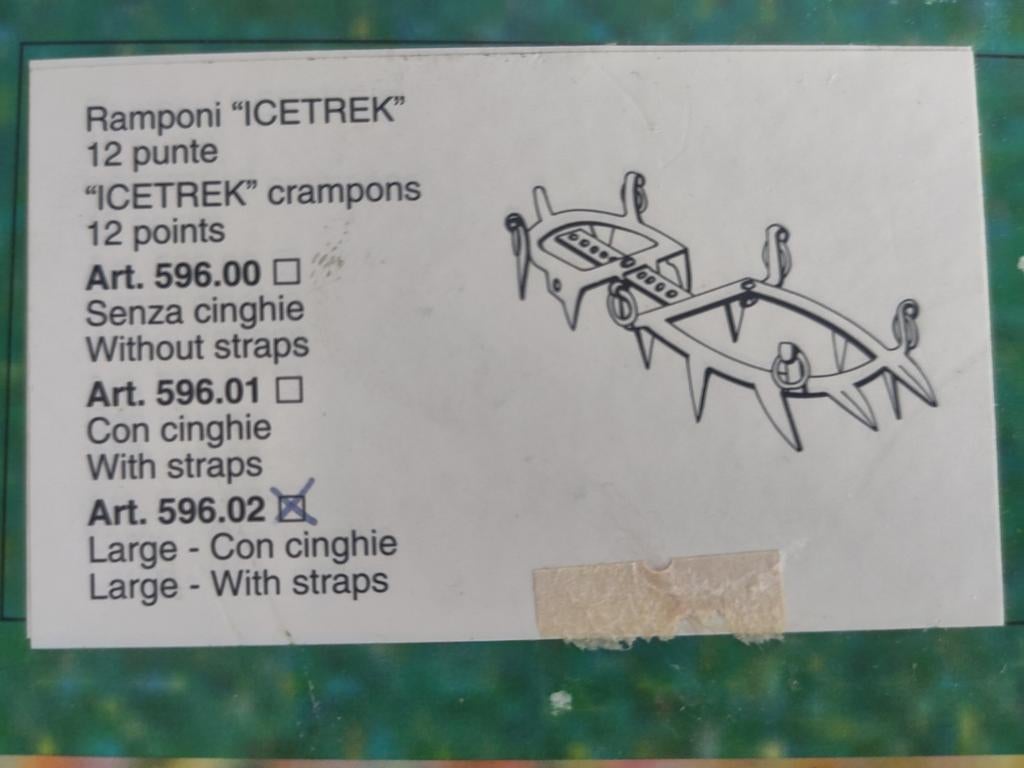 Ramponi “ICETREK”
12 punte
“ICETREK” crampons
12 points
Art. 596.00 ☐
Senza cinghie
Without straps
Art. 596.01 ☐
Con cinghie
With straps
Art. 596.02 ☒
Large - Con cinghie
Large - With straps